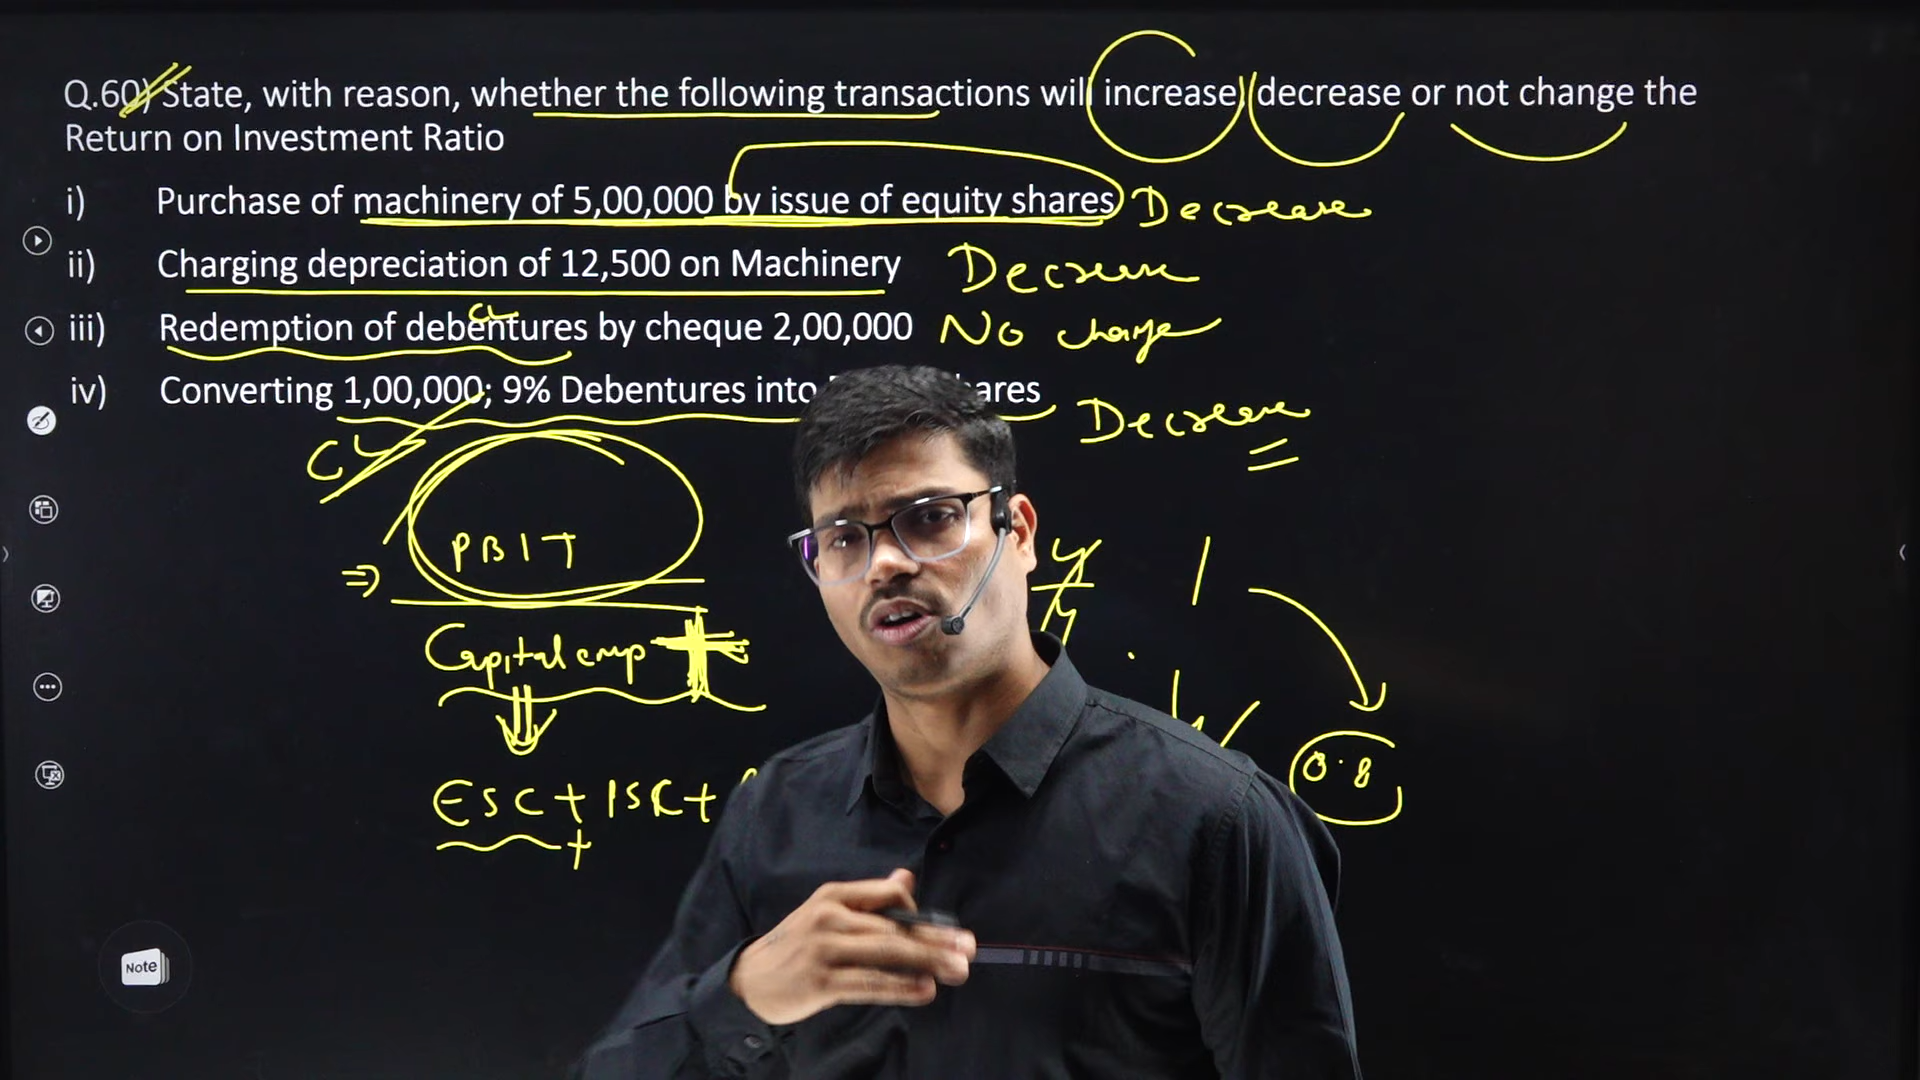 Q.60) State, with reason, whether the following transactions will increase, decrease or not change the
Return on Investment Ratio
i) Purchase of machinery of 5,00,000 by issue of equity shares Decrease
ii) Charging depreciation of 12,500 on Machinery Decrease
iii) Redemption of debentures by cheque 2,00,000 No change
iv) Converting 1,00,000; 9% Debentures into ares Decrease
CL
PBIT
⇒
Capital emp
ESC + +
0.8
Note